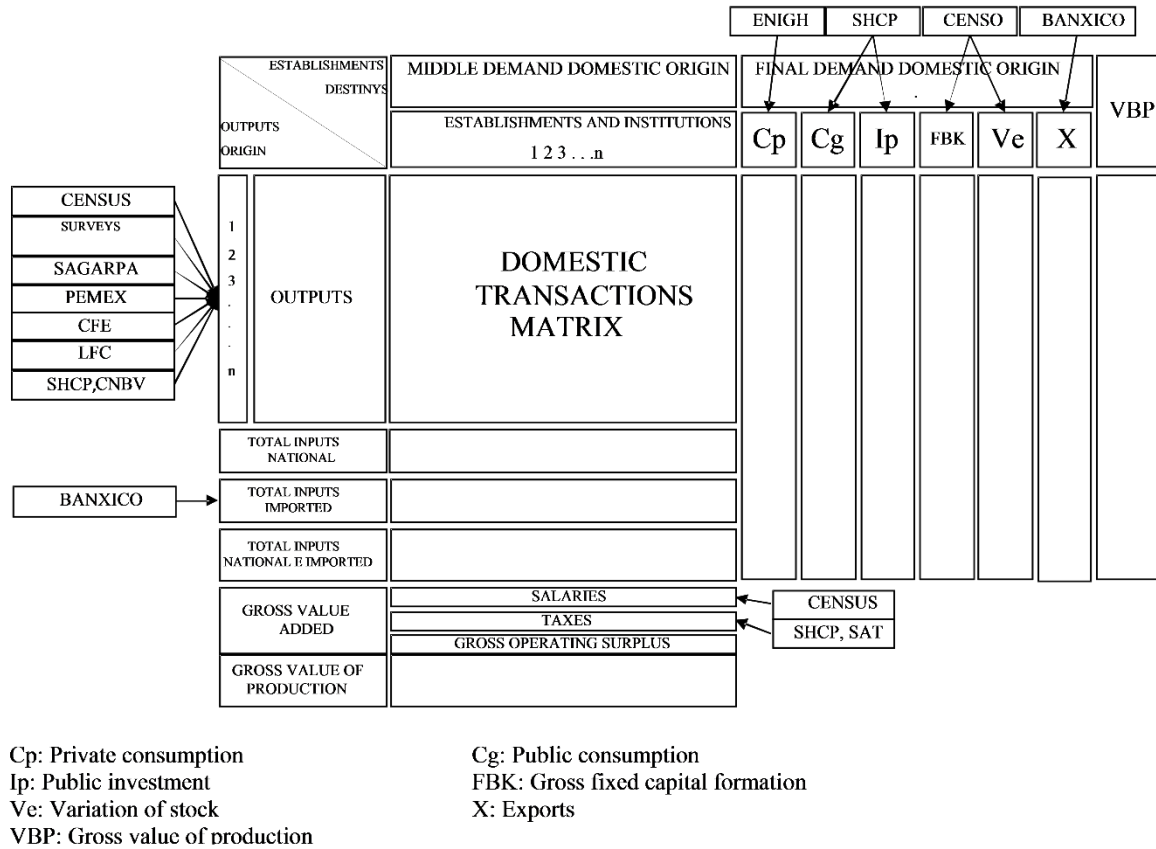 ENIGH
SHCP
CENSO
BANXICO
ESTABLISHMENTS
DESTINYS
OUTPUTS
ORIGIN
MIDDLE DEMAND DOMESTIC ORIGIN
FINAL DEMAND DOMESTIC ORIGIN
.
VBP
ESTABLISHMENTS AND INSTITUTIONS
1 2 3 . . .n
Cp
Cg
Ip
FBK
Ve
X
CENSUS
SURVEYS
SAGARPA
PEMEX
CFE
LFC
SHCP,CNBV
1
2
3
.
.
.
n
OUTPUTS
DOMESTIC
TRANSACTIONS
MATRIX
TOTAL INPUTS
NATIONAL
BANXICO
TOTAL INPUTS
IMPORTED
TOTAL INPUTS
NATIONAL E IMPORTED
GROSS VALUE
ADDED
SALARIES
TAXES
GROSS OPERATING SURPLUS
CENSUS
SHCP, SAT
GROSS VALUE OF
PRODUCTION
Cp: Private consumption
Cg: Public consumption
Ip: Public investment
FBK: Gross fixed capital formation
Ve: Variation of stock
X: Exports
VBP: Gross value of production